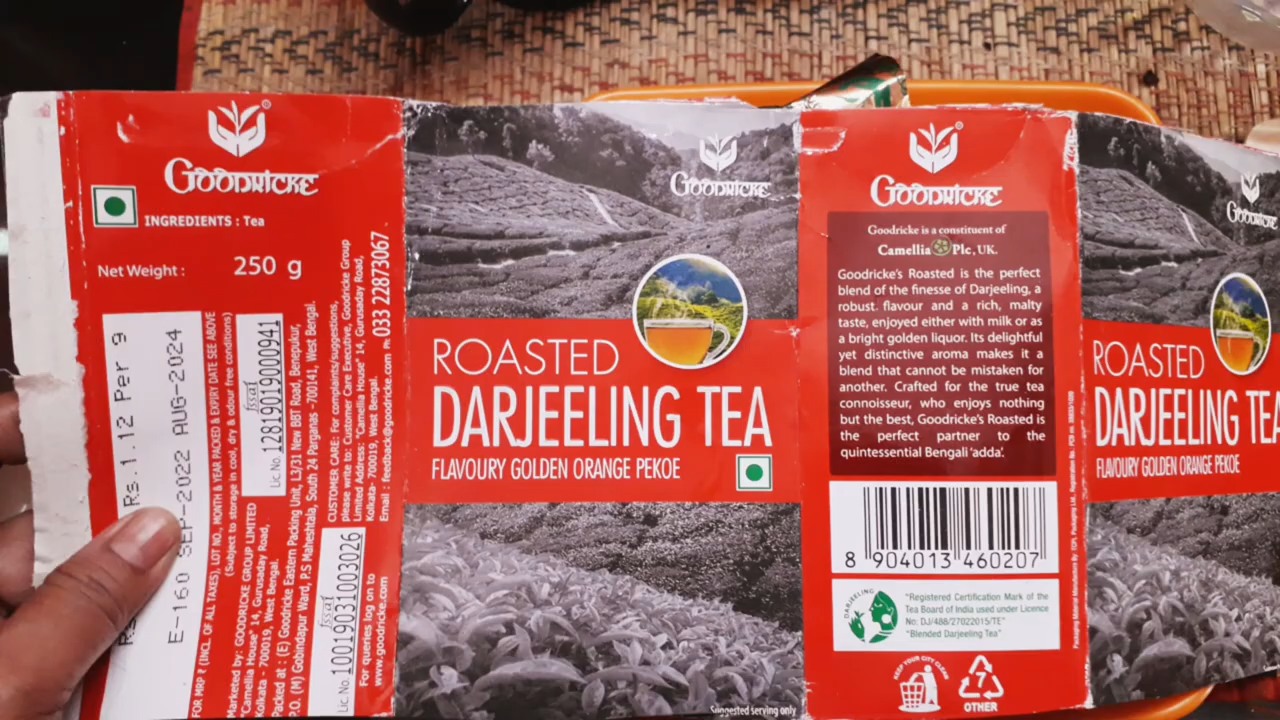 GOODRICKE
INGREDIENTS : Tea
Net Weight : 250 g
Rs.1.12 Per 9
E-160 SEP-2022 AUG-2024
FOR MRP ₹ (INCL OF ALL TAXES), LOT NO., MONTH & YEAR PACKED & EXPIRY DATE SEE ABOVE
(Subject to storage in cool, dry & odour free conditions)
Marketed by: GOODRICKE GROUP LIMITED
"Camellia House" 14, Gurusaday Road,
Kolkata - 700019, West Bengal.
fssai
Lic. No. 12819019000941
Packed at : (E) Goodricke Eastern Packing Unit, L3/31 New BBT Road, Benepukur,
P.O. (M) Gobindapur Ward, P.S Maheshtala, South 24 Parganas -700141, West Bengal.
fssai
Lic. No. 10019031003026
CUSTOMER CARE: For complaints/suggestions,
please write to: Customer Care Executive, Goodricke Group
Limited Address: "Camellia House" 14, Gurusaday Road,
Kolkata- 700019, West Bengal.
Email : feedback@goodricke.com Ph: 033 22873067
For queries log on to
www.goodricke.com
GOODRICKE
ROASTED
DARJEELING TEA
FLAVOURY GOLDEN ORANGE PEKOE
Suggested serving only
GOODRICKE
Goodricke is a constituent of
Camellia Plc, UK.
Goodricke's Roasted is the perfect
blend of the finesse of Darjeeling, a
robust flavour and a rich, malty
taste, enjoyed either with milk or as
a bright golden liquor. Its delightful
yet distinctive aroma makes it a
blend that cannot be mistaken for
another. Crafted for the true tea
connoisseur, who enjoys nothing
but the best, Goodricke's Roasted is
the perfect partner to the
quintessential Bengali 'adda'.
8 904013 460207
DARJEELING
"Registered Certification Mark of the
Tea Board of India used under Licence
No: DJ/488/27022015/TE"
"Blended Darjeeling Tea"
KEEP YOUR CITY CLEAN
7
OTHER
GOODRICKE
ROASTED
DARJEELING TEA
FLAVOURY GOLDEN ORANGE PEKOE